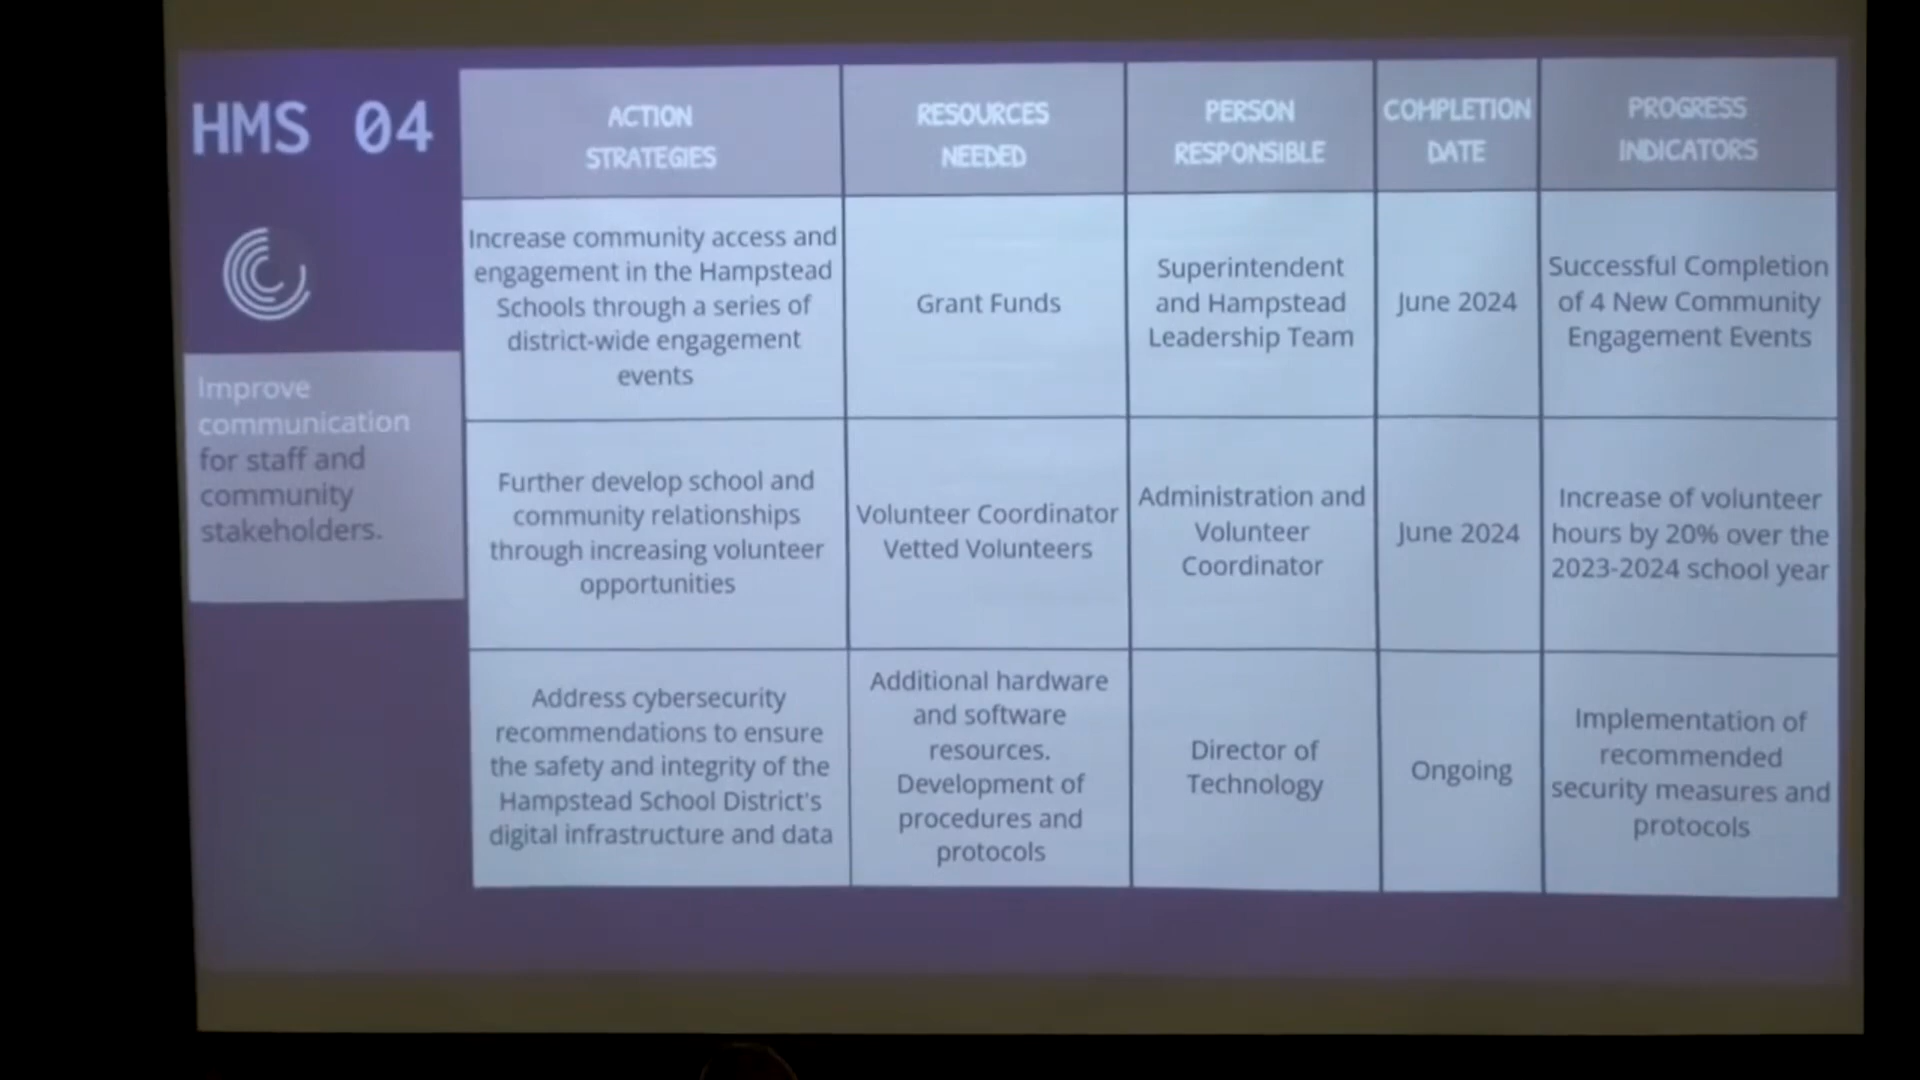 HMS 04
Improve
communication
for staff and
community
stakeholders.
ACTION
STRATEGIES
RESOURCES
NEEDED
PERSON
RESPONSIBLE
COMPLETION
DATE
PROGRESS
INDICATORS
Increase community access and
engagement in the Hampstead
Schools through a series of
district-wide engagement
events
Grant Funds
Superintendent
and Hampstead
Leadership Team
June 2024
Successful Completion
of 4 New Community
Engagement Events
Further develop school and
community relationships
through increasing volunteer
opportunities
Volunteer Coordinator
Vetted Volunteers
Administration and
Volunteer
Coordinator
June 2024
Increase of volunteer
hours by 20% over the
2023-2024 school year
Address cybersecurity
recommendations to ensure
the safety and integrity of the
Hampstead School District's
digital infrastructure and data
Additional hardware
and software
resources.
Development of
procedures and
protocols
Director of
Technology
Ongoing
Implementation of
recommended
security measures and
protocols